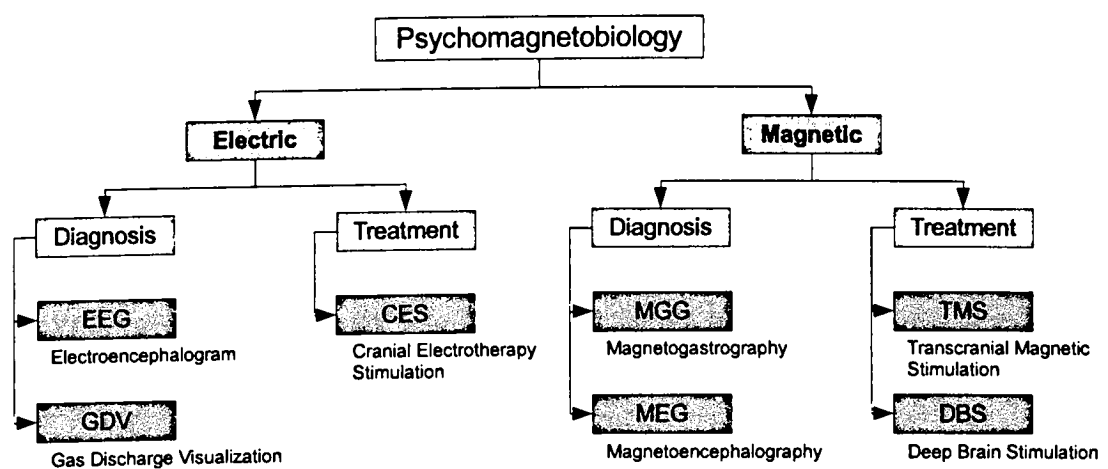 Psychomagnetobiology
Electric
Magnetic
Diagnosis
Treatment
Diagnosis
Treatment
EEG
Electroencephalogram
GDV
Gas Discharge Visualization
CES
Cranial Electrotherapy
Stimulation
MGG
Magnetogastrography
MEG
Magnetoencephalography
TMS
Transcranial Magnetic
Stimulation
DBS
Deep Brain Stimulation